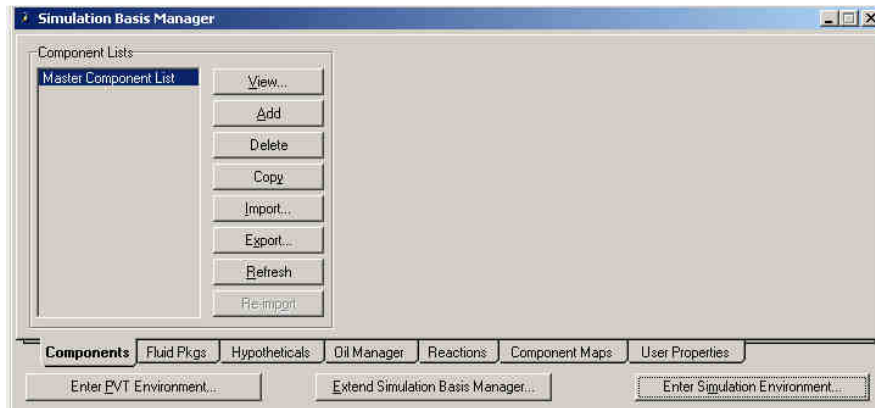 Simulation Basis Manager
Component Lists
Master Component List
View...
Add
Delete
Copy
Import...
Export...
Refresh
Re-import
Components Fluid Pkgs Hypotheticals Oil Manager Reactions Component Maps User Properties
Enter PVT Environment... Extend Simulation Basis Manager... Enter Simulation Environment...